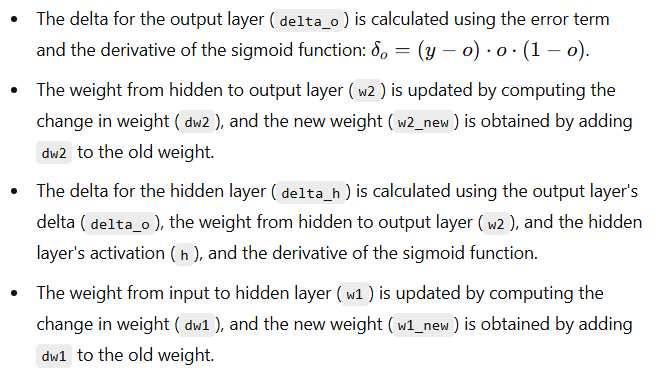 • The delta for the output layer ( delta_o ) is calculated using the error term
and the derivative of the sigmoid function: δₒ = (y − o) · o · (1 − o).
• The weight from hidden to output layer ( w2 ) is updated by computing the
change in weight ( dw2 ), and the new weight ( w2_new ) is obtained by adding
dw2 to the old weight.
• The delta for the hidden layer ( delta_h ) is calculated using the output layer's
delta ( delta_o ), the weight from hidden to output layer ( w2 ), and the hidden
layer's activation ( h ), and the derivative of the sigmoid function.
• The weight from input to hidden layer ( w1 ) is updated by computing the
change in weight ( dw1 ), and the new weight ( w1_new ) is obtained by adding
dw1 to the old weight.